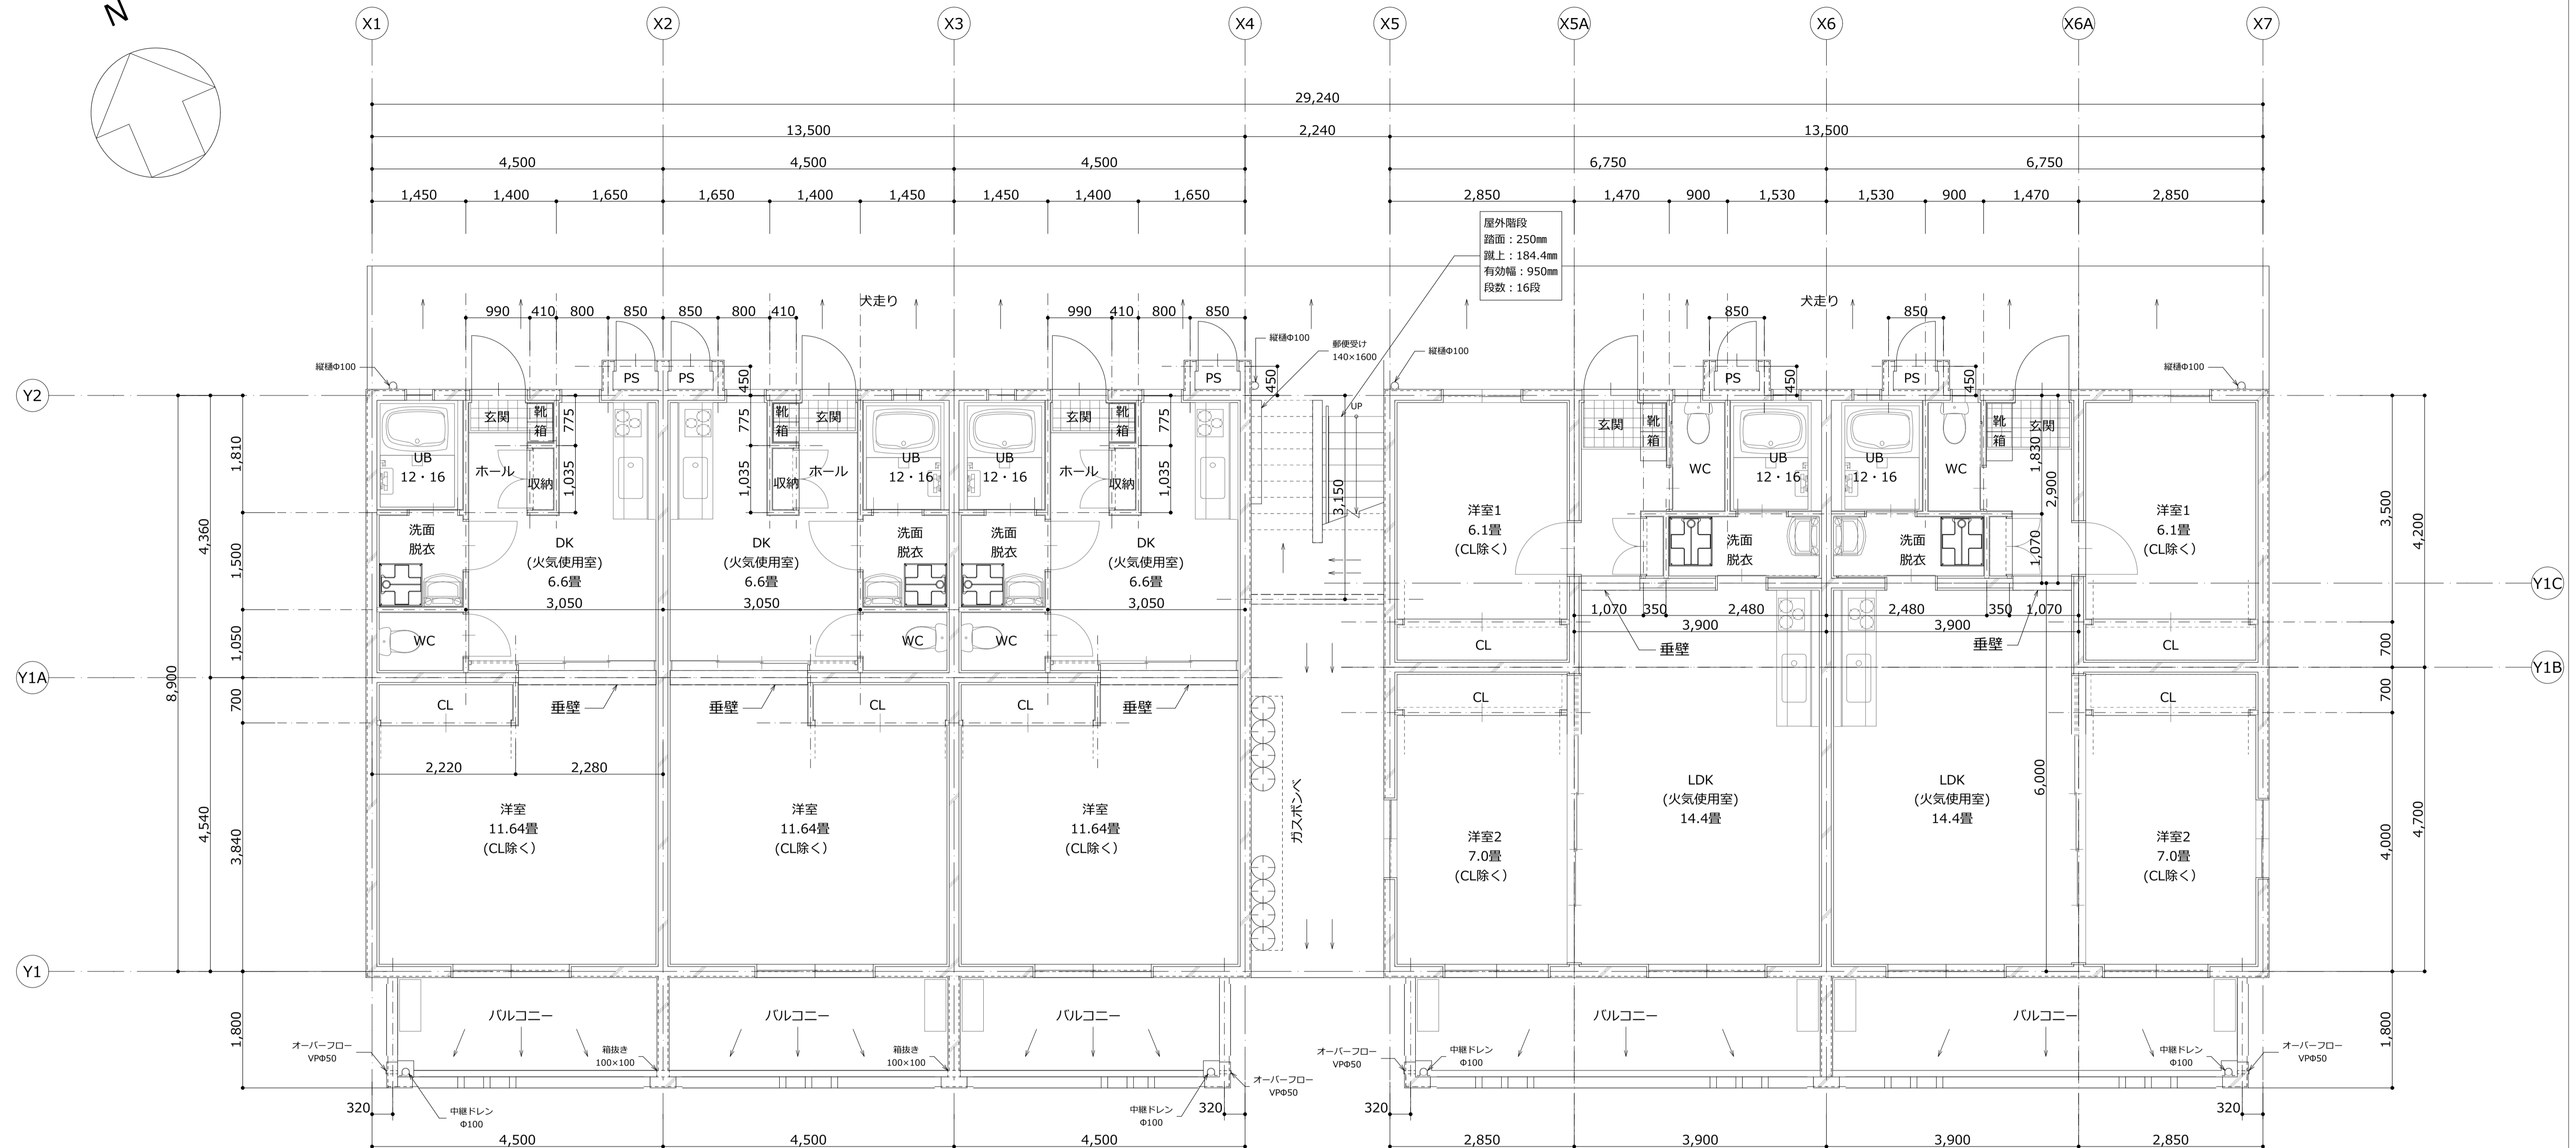 N
X1 X2 X3 X4 X5 X5A X6 X6A X7
29,240
13,500 2,240 13,500
4,500 4,500 4,500 6,750 6,750
1,450 1,400 1,650 1,650 1,400 1,450 1,450 1,400 1,650 2,850 1,470 900 1,530 1,530 900 1,470 2,850
屋外階段
踏面：250㎜
蹴上：184.4㎜
有効幅：950㎜
段数：16段
犬走り 犬走り
990 410 800 850 850 800 410 990 410 800 850 850 850
縦樋Φ100 縦樋Φ100 縦樋Φ100 縦樋Φ100
郵便受け
140×1600
PS PS PS PS PS
450 450 450 450
Y2
玄関 靴箱 靴箱 玄関 玄関 靴箱 玄関 靴箱 靴箱 玄関
775 775 775
UP
UB
12・16
UB
12・16
UB
12・16
UB
12・16
UB
12・16
ホール 収納 収納 ホール ホール 収納
1,035 1,035 1,035
WC WC
1,830
2,900
1,070
3,150
1,810
1,500
1,050
700
3,840
4,360
4,540
8,900
1,800
洗面
脱衣
洗面
脱衣
洗面
脱衣
洗面
脱衣
洗面
脱衣
DK
(火気使用室)
6.6畳
3,050
DK
(火気使用室)
6.6畳
3,050
DK
(火気使用室)
6.6畳
3,050
洋室1
6.1畳
(CL除く）
洋室1
6.1畳
(CL除く）
3,500
4,200
700
700
4,000
4,700
1,800
Y1C
1,070 350 2,480 2,480 350 1,070
3,900 3,900
WC WC WC
垂壁 垂壁
CL CL
Y1A Y1B
CL 垂壁 垂壁 CL CL 垂壁 CL CL
2,220 2,280
6,000
ガスボンベ
洋室
11.64畳
(CL除く）
洋室
11.64畳
(CL除く）
洋室
11.64畳
(CL除く）
LDK
(火気使用室)
14.4畳
LDK
(火気使用室)
14.4畳
洋室2
7.0畳
(CL除く）
洋室2
7.0畳
(CL除く）
Y1
バルコニー バルコニー バルコニー バルコニー バルコニー
オーバーフロー
VPΦ50
箱抜き
100×100
箱抜き
100×100
オーバーフロー
VPΦ50
オーバーフロー
VPΦ50
中継ドレン
Φ100
中継ドレン
Φ100
オーバーフロー
VPΦ50
320 中継ドレン
Φ100
中継ドレン
Φ100
320 320 320
4,500 4,500 4,500 2,850 3,900 3,900 2,850